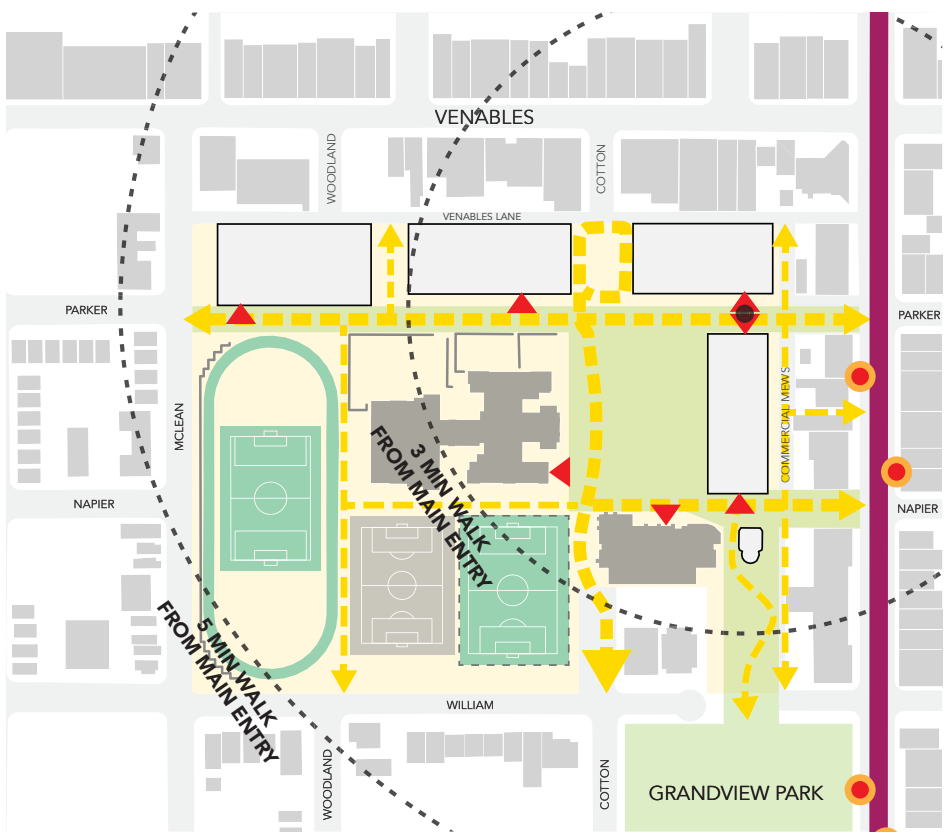 VENABLES
WOODLAND
COTTON
VENABLES LANE
PARKER
PARKER
MCLEAN
COMMERCIAL MEWS
3 MIN WALK
FROM MAIN ENTRY
NAPIER
NAPIER
5 MIN WALK
FROM MAIN ENTRY
WILLIAM
WOODLAND
COTTON
GRANDVIEW PARK